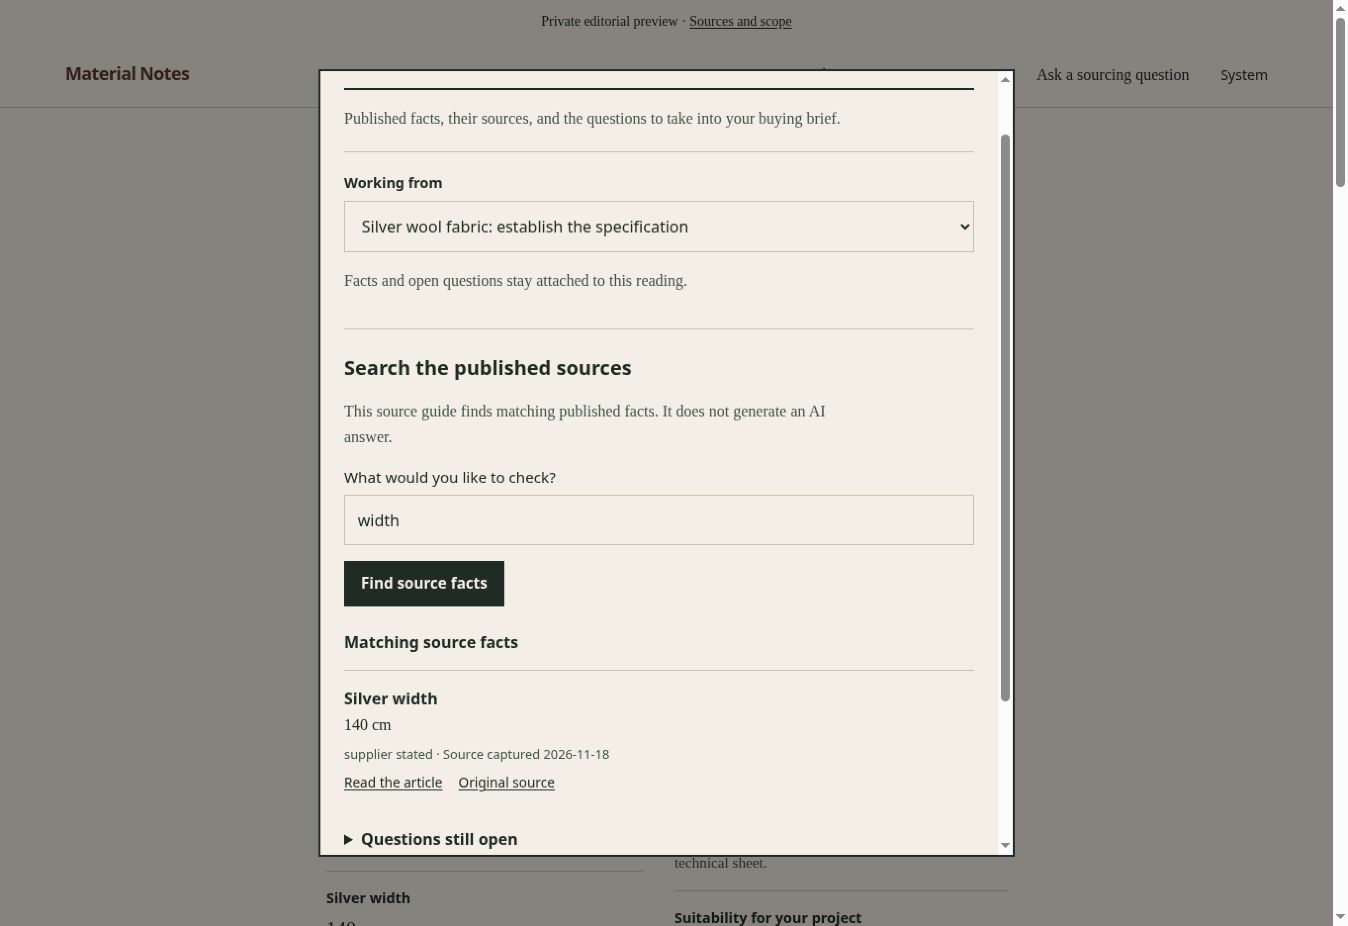 Private editorial preview · Sources and scope
Material Notes
Ask a sourcing question
System
Published facts, their sources, and the questions to take into your buying brief.
Working from
Silver wool fabric: establish the specification
Facts and open questions stay attached to this reading.
Search the published sources
This source guide finds matching published facts. It does not generate an AI
answer.
What would you like to check?
width
Find source facts
Matching source facts
Silver width
140 cm
supplier stated · Source captured 2026-11-18
Read the article
Original source
Questions still open
technical sheet.
Silver width
140
Suitability for your project